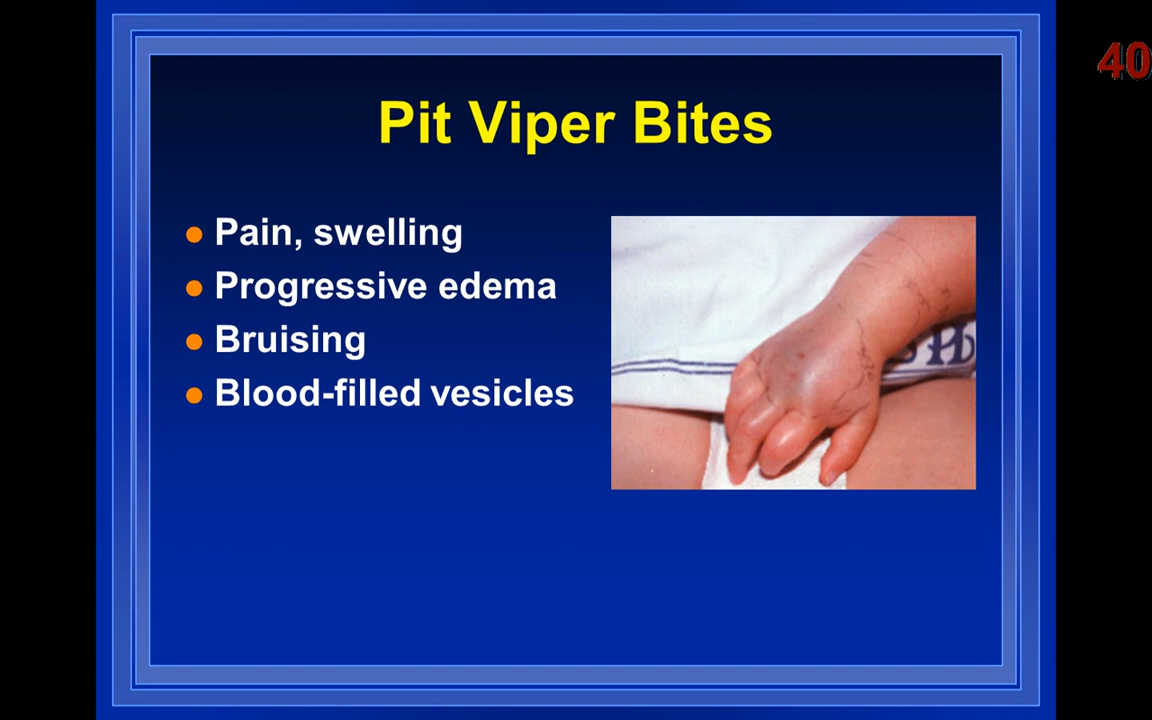 Pit Viper Bites
Pain, swelling
Progressive edema
Bruising
Blood-filled vesicles
40